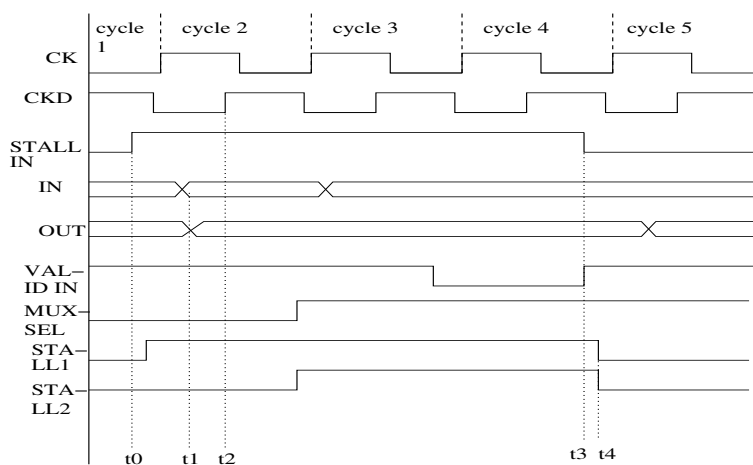 cycle 1
cycle 2
cycle 3
cycle 4
cycle 5
CK
CKD
STALL
IN
IN
OUT
VAL-
ID IN
MUX-
SEL
STA-
LL1
STA-
LL2
t0
t1
t2
t3
t4